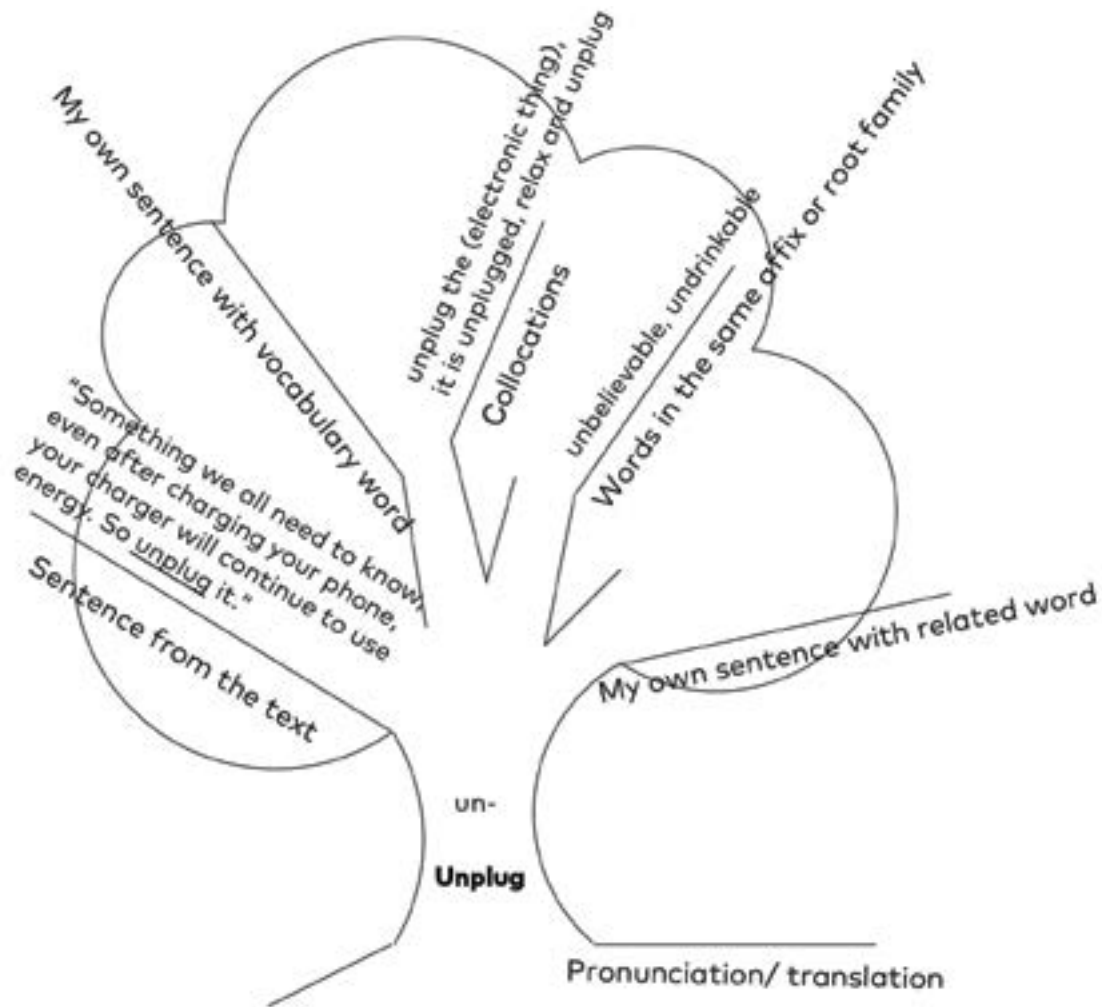 My own sentence with vocabulary word
unplug the (electronic thing),
it is unplugged, relax and unplug
Collocations
unbelievable, undrinkable
Words in the same affix or root family
"Something we all need to know,
even after charging your phone,
your charger will continue to use
energy. So unplug it."
Sentence from the text
My own sentence with related word
un-
Unplug
Pronunciation/ translation